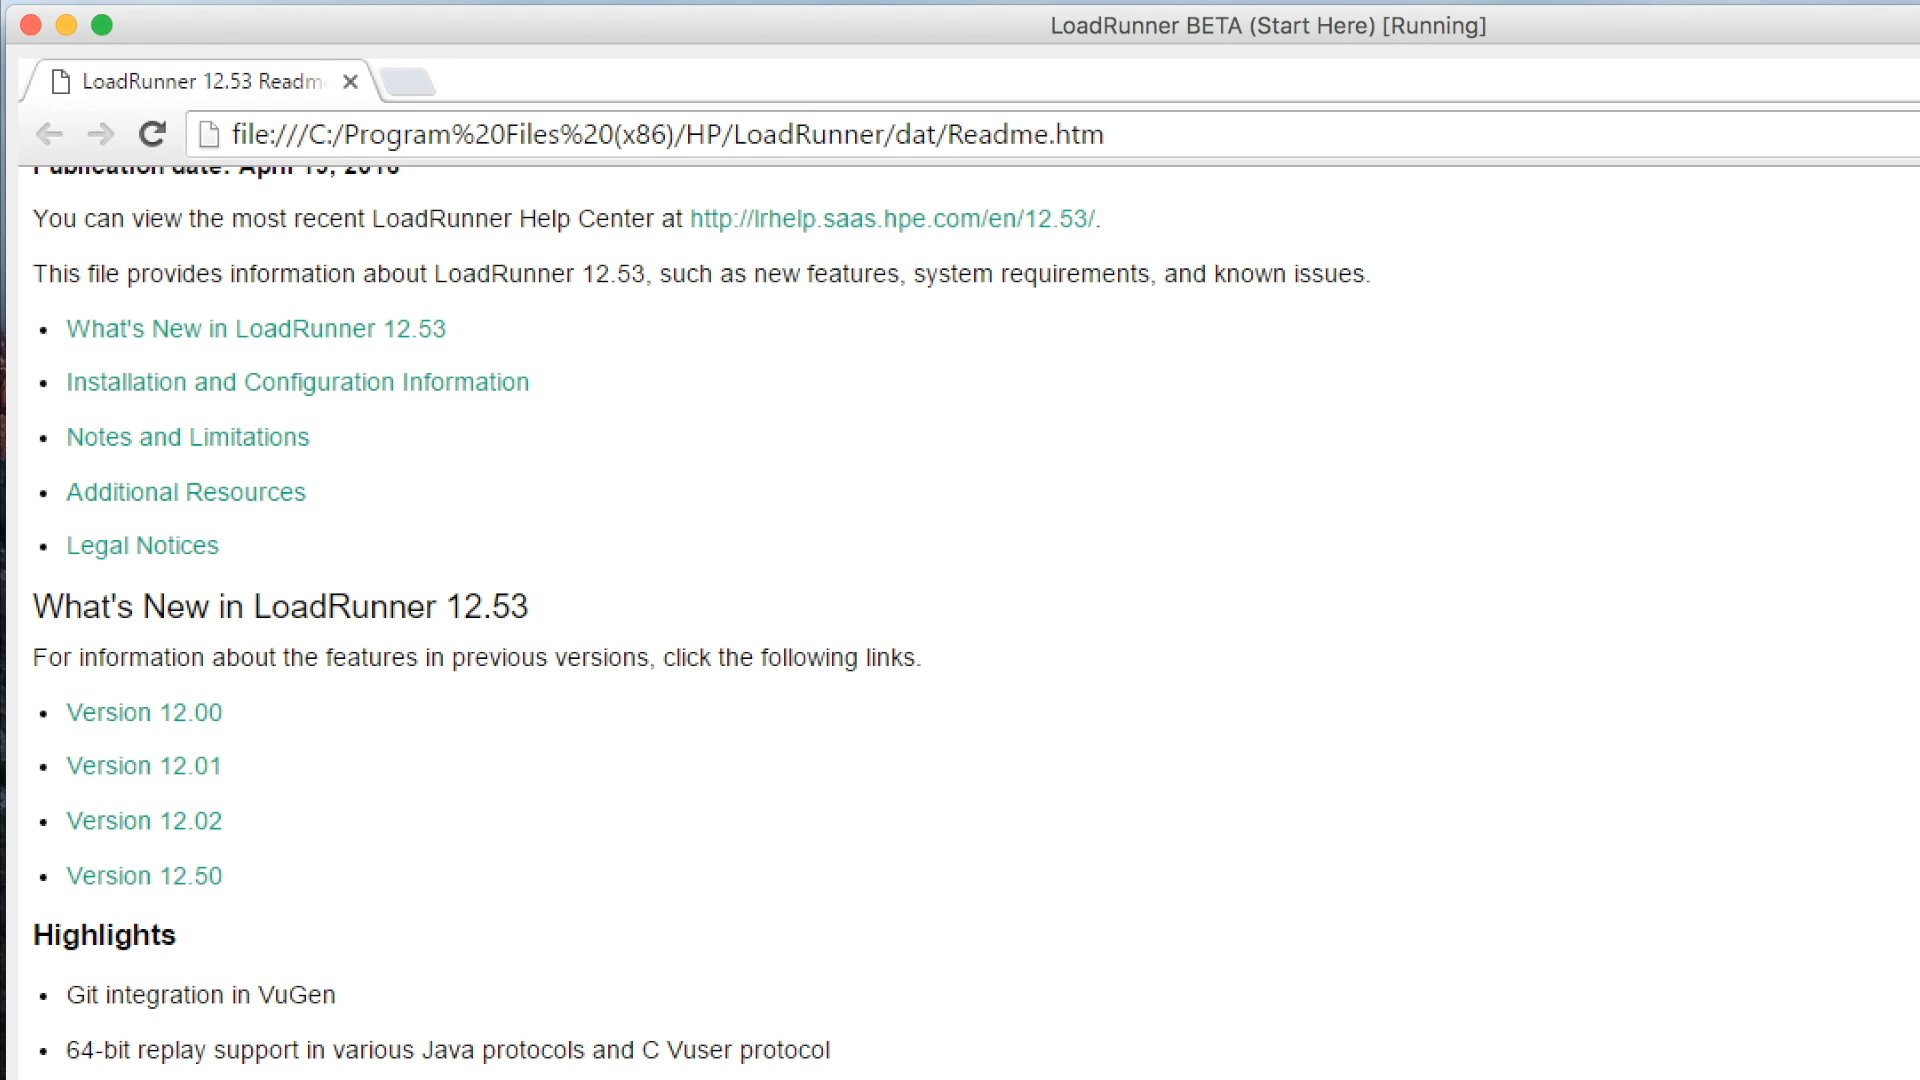 LoadRunner BETA (Start Here) [Running]
LoadRunner 12.53 Readm
file:///C:/Program%20Files%20(x86)/HP/LoadRunner/dat/Readme.htm
Publication date: April
You can view the most recent LoadRunner Help Center at http://lrhelp.saas.hpe.com/en/12.53/.
This file provides information about LoadRunner 12.53, such as new features, system requirements, and known issues.
• What's New in LoadRunner 12.53
• Installation and Configuration Information
• Notes and Limitations
• Additional Resources
• Legal Notices
What's New in LoadRunner 12.53
For information about the features in previous versions, click the following links.
• Version 12.00
• Version 12.01
• Version 12.02
• Version 12.50
Highlights
• Git integration in VuGen
• 64-bit replay support in various Java protocols and C Vuser protocol